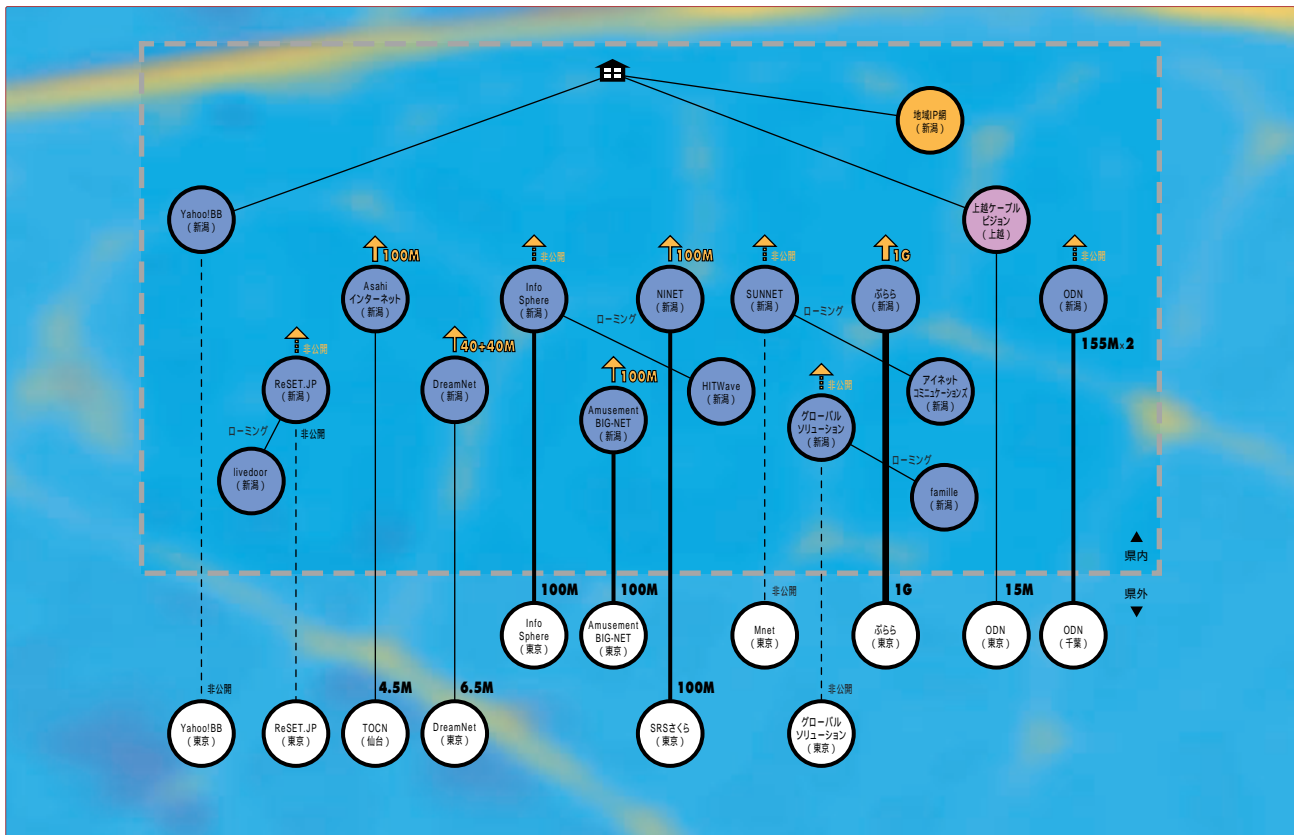 地域IP網
(新潟)
Yahoo!BB
(新潟)
上越ケーブル
ビジョン
(上越)
100M
非公開
100M
非公開
1G
非公開
Asahi
インターネット
(新潟)
Info
Sphere
(新潟)
NINET
(新潟)
SUNNET
(新潟)
ぷらら
(新潟)
ODN
(新潟)
ローミング
ローミング
155M×2
非公開
40+40M
100M
非公開
ReSET.JP
(新潟)
DreamNet
(新潟)
Amusement
BIG-NET
(新潟)
HITWave
(新潟)
グローバル
ソリューション
(新潟)
アイネット
コミニュケーションズ
(新潟)
ローミング
非公開
ローミング
livedoor
(新潟)
famille
(新潟)
▲
県内
県外
▼
100M
100M
非公開
1G
15M
Info
Sphere
(東京)
Amusement
BIG-NET
(東京)
Mnet
(東京)
ぷらら
(東京)
ODN
(東京)
ODN
(千葉)
非公開
4.5M
6.5M
100M
非公開
Yahoo!BB
(東京)
ReSET.JP
(東京)
TOCN
(仙台)
DreamNet
(東京)
SRSさくら
(東京)
グローバル
ソリューション
(東京)